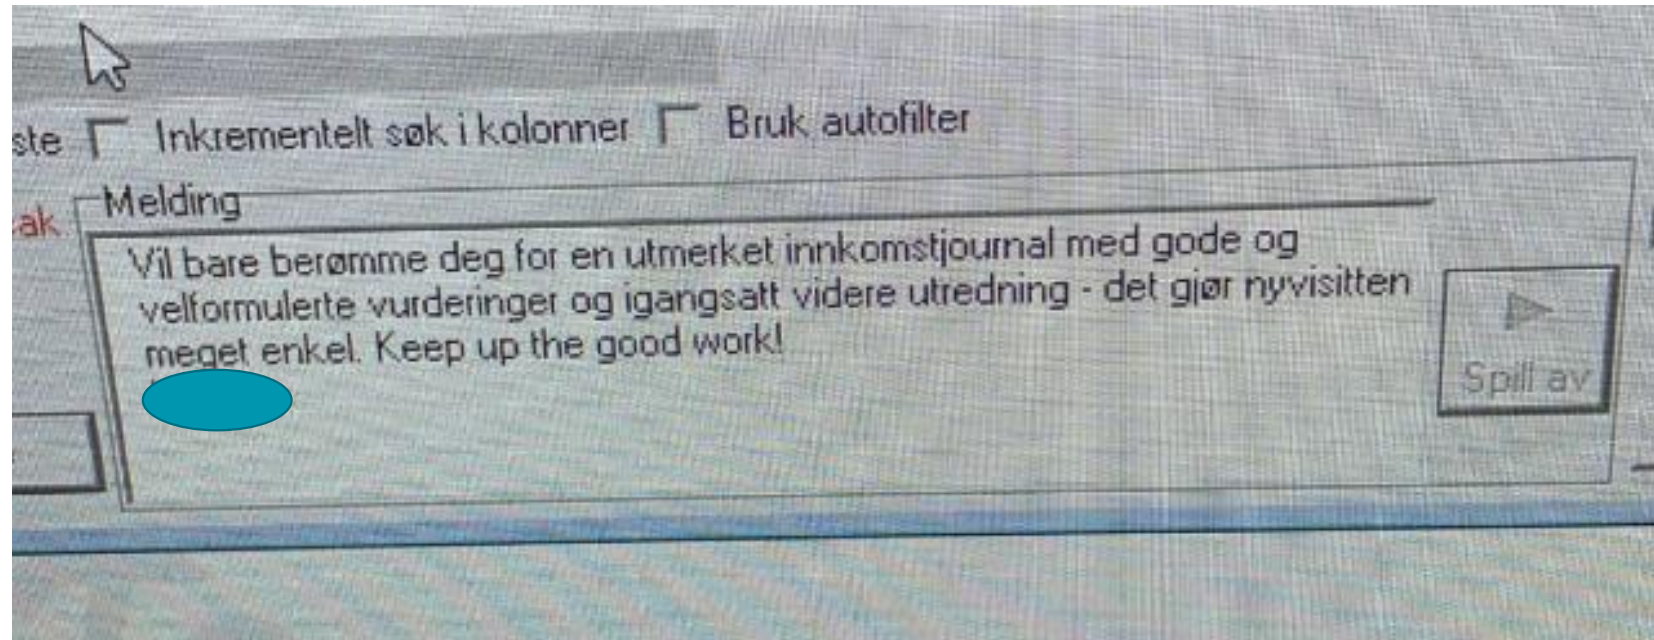 ste Inkrementelt søk i kolonner Bruk autofilter
Melding
ak
Vil bare berømme deg for en utmerket innkomstjournal med gode og
velformulerte vurderinger og igangsatt videre utredning - det gjør nyvisitten
meget enkel. Keep up the good work!
Spill av